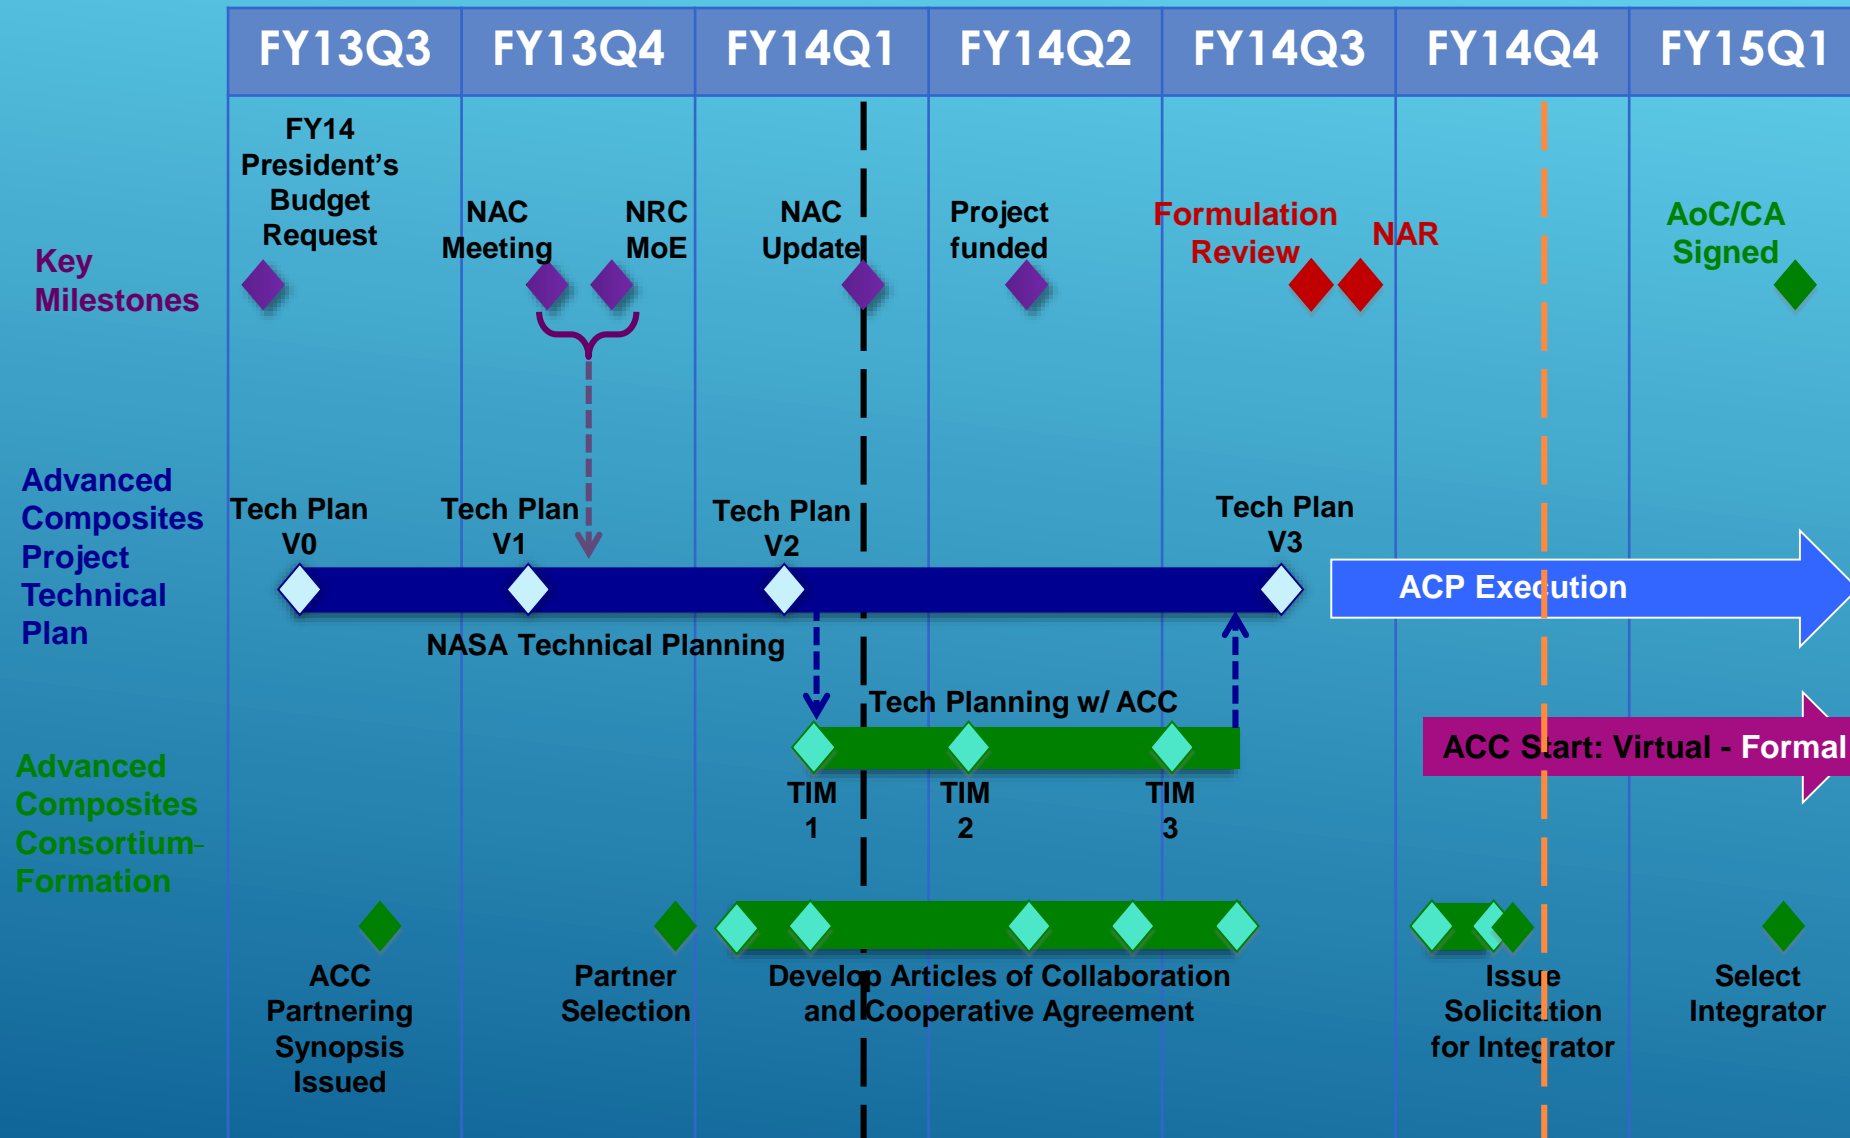 FY13Q3 FY13Q4 FY14Q1 FY14Q2 FY14Q3 FY14Q4 FY15Q1
Key
Milestones
FY14
President’s
Budget
Request
NAC
Meeting
NRC
MoE
NAC
Update
Project
funded
Formulation
Review
NAR
AoC/CA
Signed
Advanced
Composites
Project
Technical
Plan
Tech Plan
V0
Tech Plan
V1
Tech Plan
V2
Tech Plan
V3
ACP Execution
NASA Technical Planning
Tech Planning w/ ACC
Advanced
Composites
Consortium-
Formation
TIM
1
TIM
2
TIM
3
ACC Start: Virtual - Formal
ACC
Partnering
Synopsis
Issued
Partner
Selection
Develop Articles of Collaboration
and Cooperative Agreement
Issue
Solicitation
for Integrator
Select
Integrator